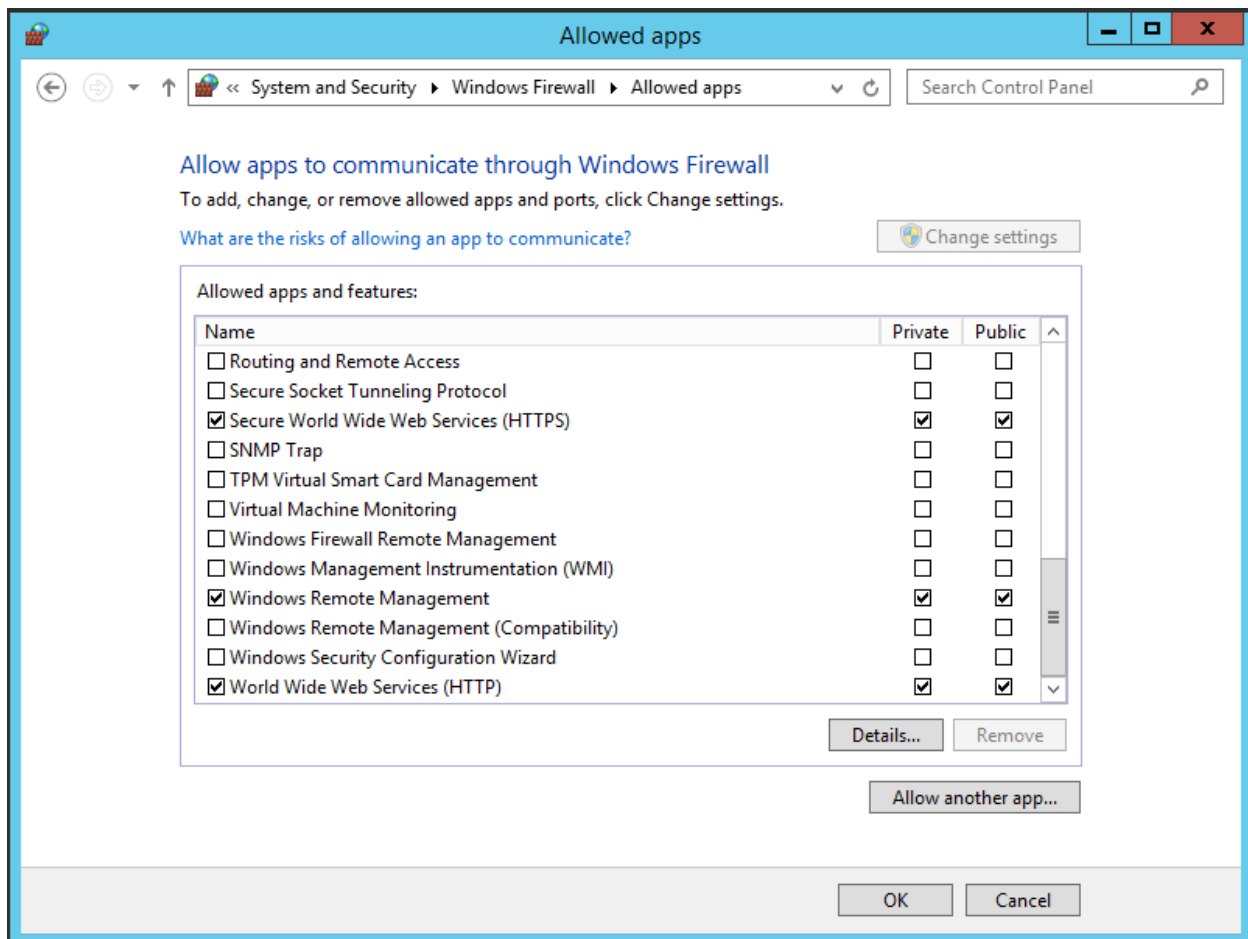 Allowed apps
« System and Security ▸ Windows Firewall ▸ Allowed apps
Search Control Panel
Allow apps to communicate through Windows Firewall
To add, change, or remove allowed apps and ports, click Change settings.
What are the risks of allowing an app to communicate?
Change settings
Allowed apps and features:
Name Private Public
Routing and Remote Access
Secure Socket Tunneling Protocol
Secure World Wide Web Services (HTTPS)
SNMP Trap
TPM Virtual Smart Card Management
Virtual Machine Monitoring
Windows Firewall Remote Management
Windows Management Instrumentation (WMI)
Windows Remote Management
Windows Remote Management (Compatibility)
Windows Security Configuration Wizard
World Wide Web Services (HTTP)
Details... Remove
Allow another app...
OK Cancel